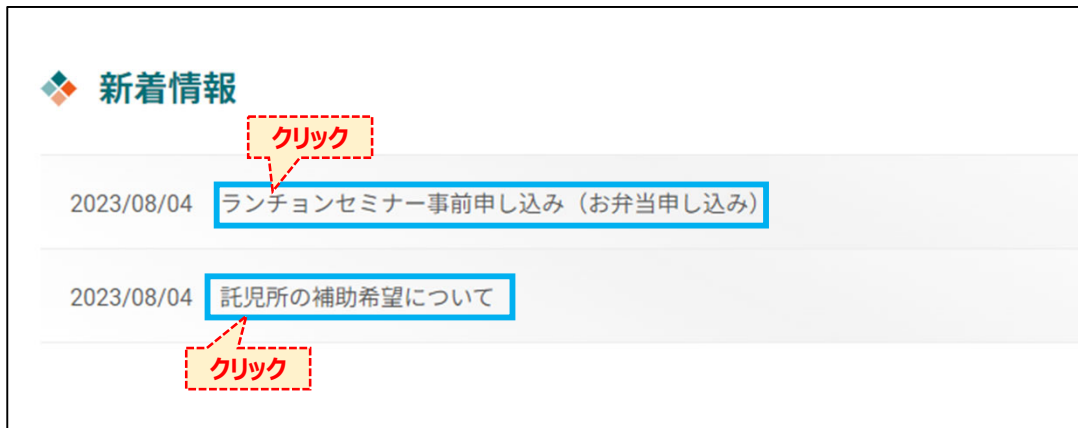 新着情報
クリック
2023/08/04 ランチョンセミナー事前申し込み（お弁当申し込み）
2023/08/04 託児所の補助希望について
クリック